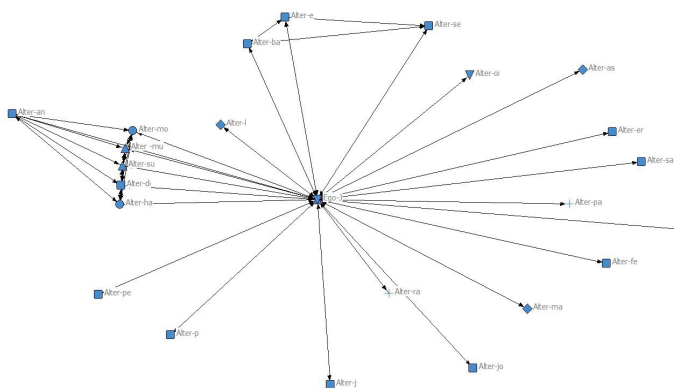 Alter-e
Alter-se
Alter-ba
Alter-oi
Alter-as
Alter-an
Alter-mo
Alter-l
Alter-er
Alter -mu
Alter-su
Alter-sa
Alter-di
Ego-J
Alter-ha
Alter-pa
Alter-fe
Alter-pe
Alter-ra
Alter-ma
Alter-p
Alter-jo
Alter-j